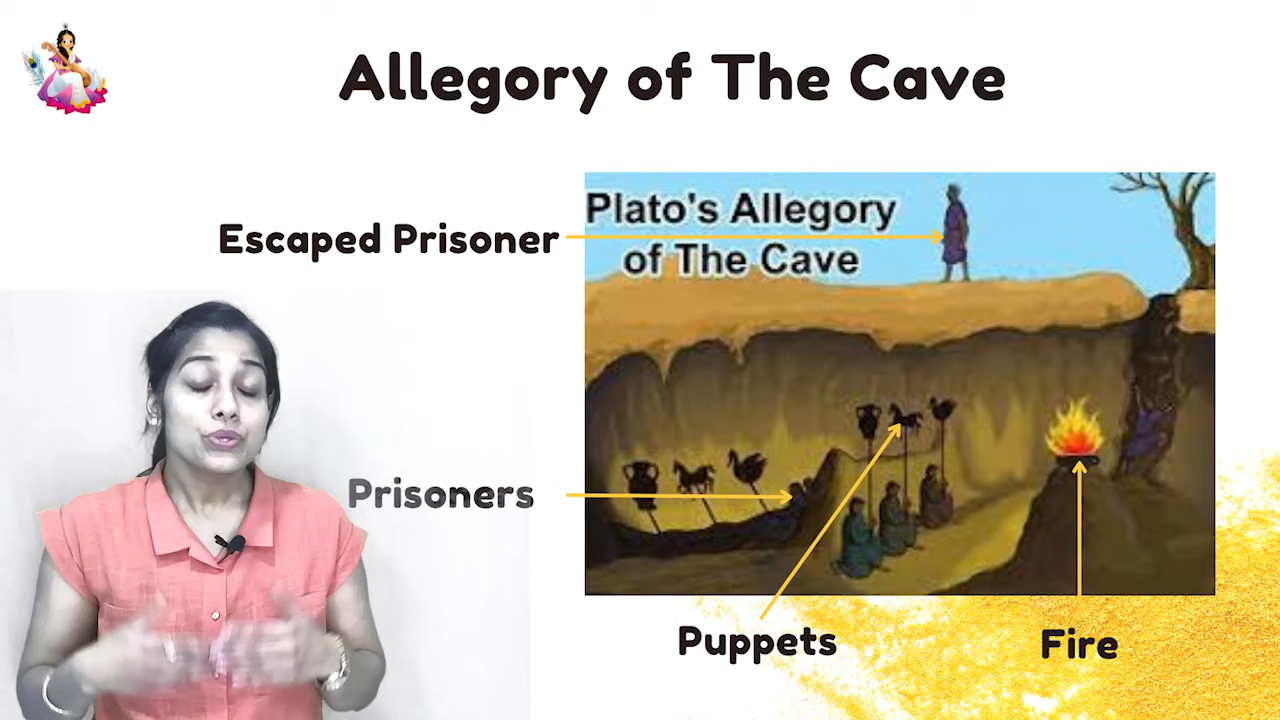 Allegory of The Cave
Plato's Allegory
of The Cave
Escaped Prisoner
Prisoners
Puppets
Fire